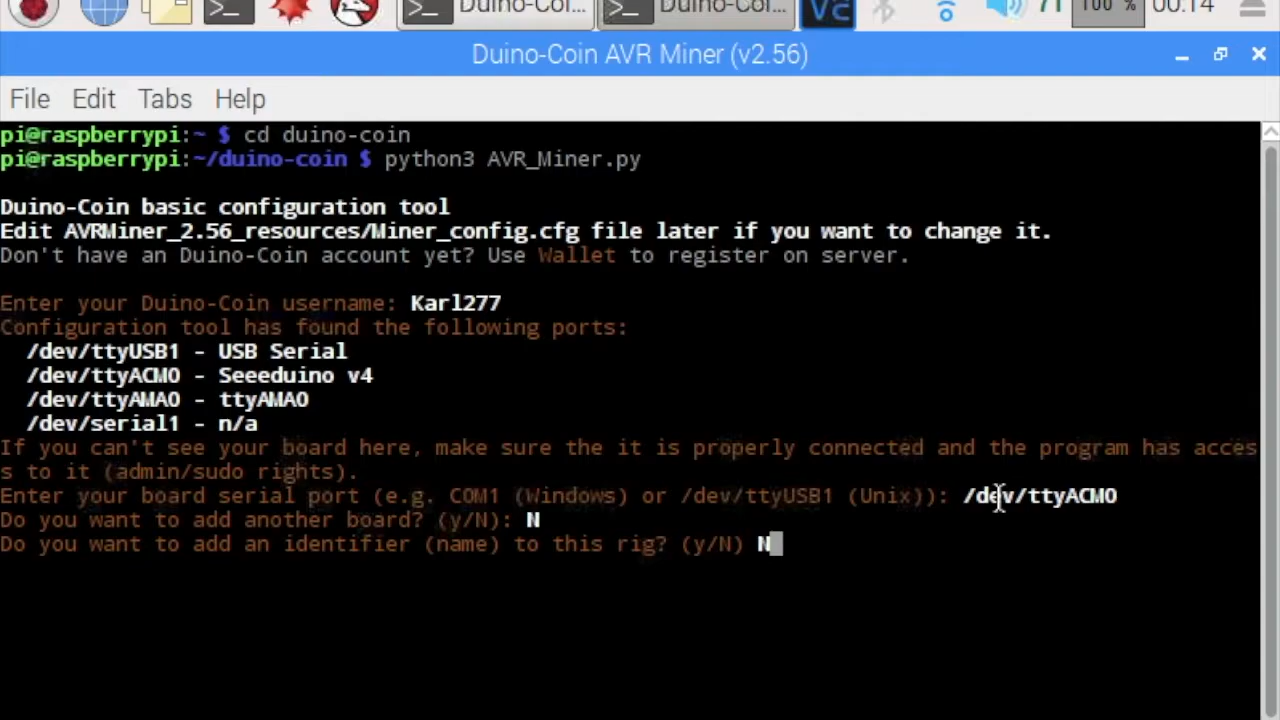 Duino-Coi... Duino-Coi... 100 % 00:14
Duino-Coin AVR Miner (v2.56)
File Edit Tabs Help
pi@raspberrypi:~ $ cd duino-coin
pi@raspberrypi:~/duino-coin $ python3 AVR_Miner.py
Duino-Coin basic configuration tool
Edit AVRMiner_2.56_resources/Miner_config.cfg file later if you want to change it.
Don't have an Duino-Coin account yet? Use Wallet to register on server.
Enter your Duino-Coin username: Karl277
Configuration tool has found the following ports:
/dev/ttyUSB1 - USB Serial
/dev/ttyACM0 - Seeeduino v4
/dev/ttyAMA0 - ttyAMA0
/dev/serial1 - n/a
If you can't see your board here, make sure the it is properly connected and the program has acces
s to it (admin/sudo rights).
Enter your board serial port (e.g. COM1 (Windows) or /dev/ttyUSB1 (Unix)): /dev/ttyACM0
Do you want to add another board? (y/N): N
Do you want to add an identifier (name) to this rig? (y/N) N